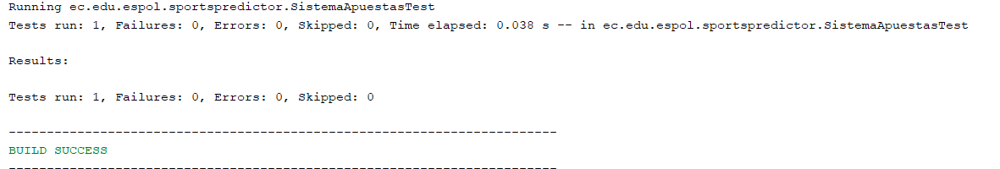 Running ec.edu.espol.sportspredictor.SistemaApuestasTest
Tests run: 1, Failures: 0, Errors: 0, Skipped: 0, Time elapsed: 0.038 s -- in ec.edu.espol.sportspredictor.SistemaApuestasTest
Results:
Tests run: 1, Failures: 0, Errors: 0, Skipped: 0
------------------------------------------------------------------------
BUILD SUCCESS
------------------------------------------------------------------------